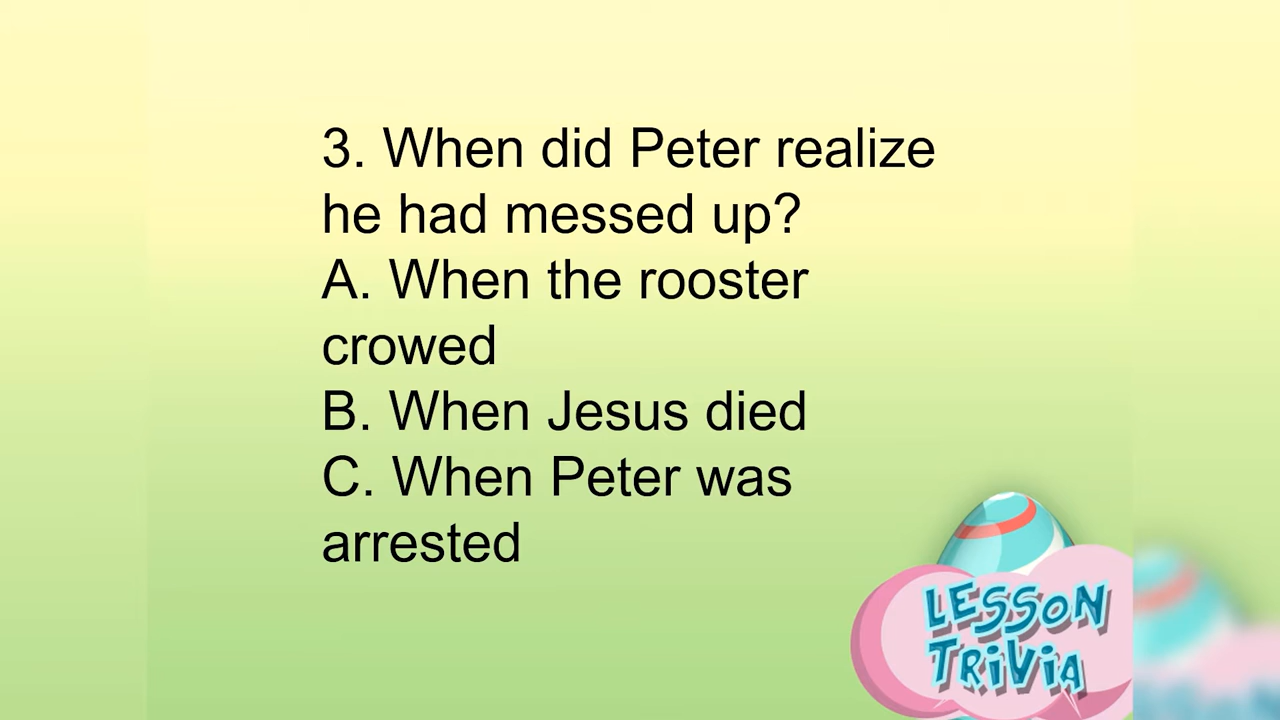 3. When did Peter realize
he had messed up?
A. When the rooster
crowed
B. When Jesus died
C. When Peter was
arrested
LESSON
TRiViA